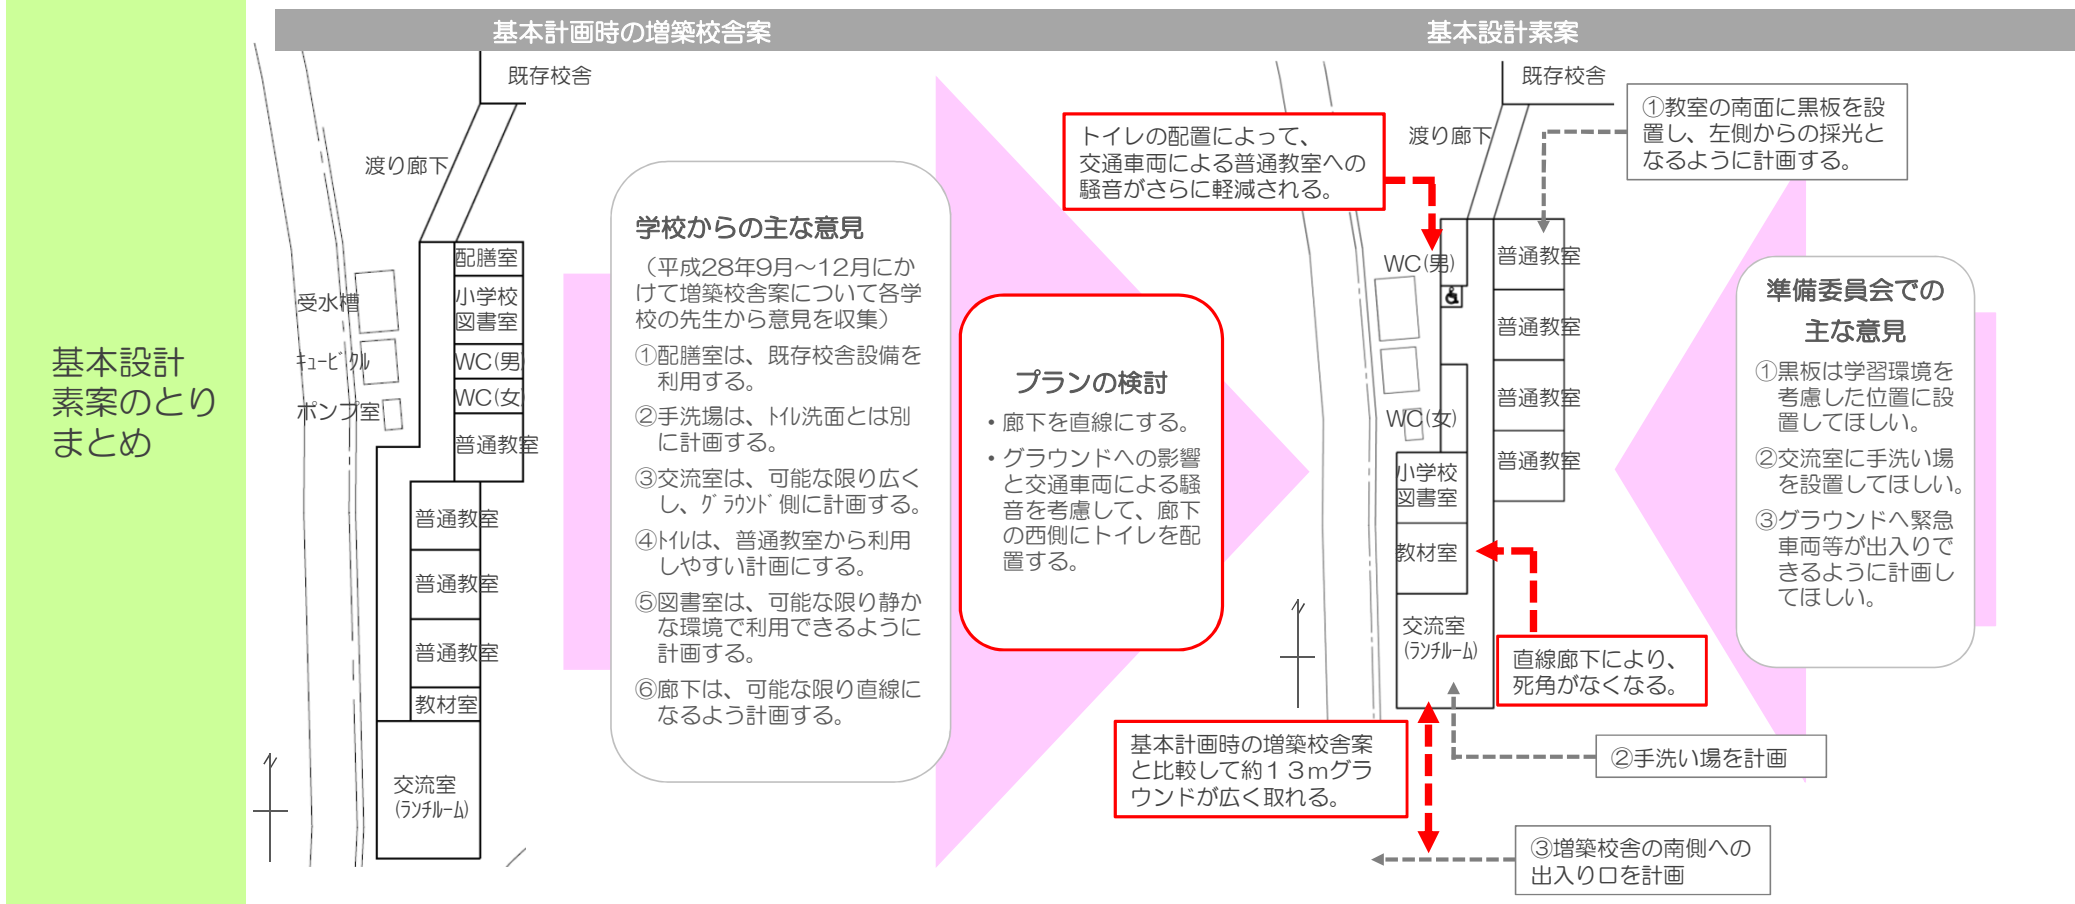 基本設計
素案のとり
まとめ
基本計画時の増築校舎案
既存校舎
渡り廊下
配膳室
受水槽
小学校
図書室
キュービクル
WC(男)
WC(女)
ポンプ室
普通教室
普通教室
普通教室
普通教室
教材室
交流室
(ランチルーム)
学校からの主な意見
(平成28年9月～12月にか
けて増築校舎案について各学
校の先生から意見を収集)
①配膳室は、既存校舎設備を
利用する。
②手洗場は、トイレ洗面とは別
に計画する。
③交流室は、可能な限り広く
し、グラウンド側に計画する。
④トイレは、普通教室から利用
しやすい計画にする。
⑤図書室は、可能な限り静か
な環境で利用できるように
計画する。
⑥廊下は、可能な限り直線に
なるよう計画する。
プランの検討
・廊下を直線にする。
・グラウンドへの影響
と交通車両による騒
音を考慮して、廊下
の西側にトイレを配
置する。
基本設計素案
既存校舎
トイレの配置によって、
交通車両による普通教室への
騒音がさらに軽減される。
渡り廊下
①教室の南面に黒板を設
置し、左側からの採光と
なるように計画する。
WC(男)
普通教室
普通教室
普通教室
WC(女)
普通教室
小学校
図書室
教材室
交流室
(ランチルーム)
直線廊下により、
死角がなくなる。
基本計画時の増築校舎案
と比較して約１３ｍグラ
ウンドが広く取れる。
②手洗い場を計画
③増築校舎の南側への
出入り口を計画
準備委員会での
主な意見
①黒板は学習環境を
考慮した位置に設
置してほしい。
②交流室に手洗い場
を設置してほしい。
③グラウンドへ緊急
車両等が出入りで
きるように計画し
てほしい。